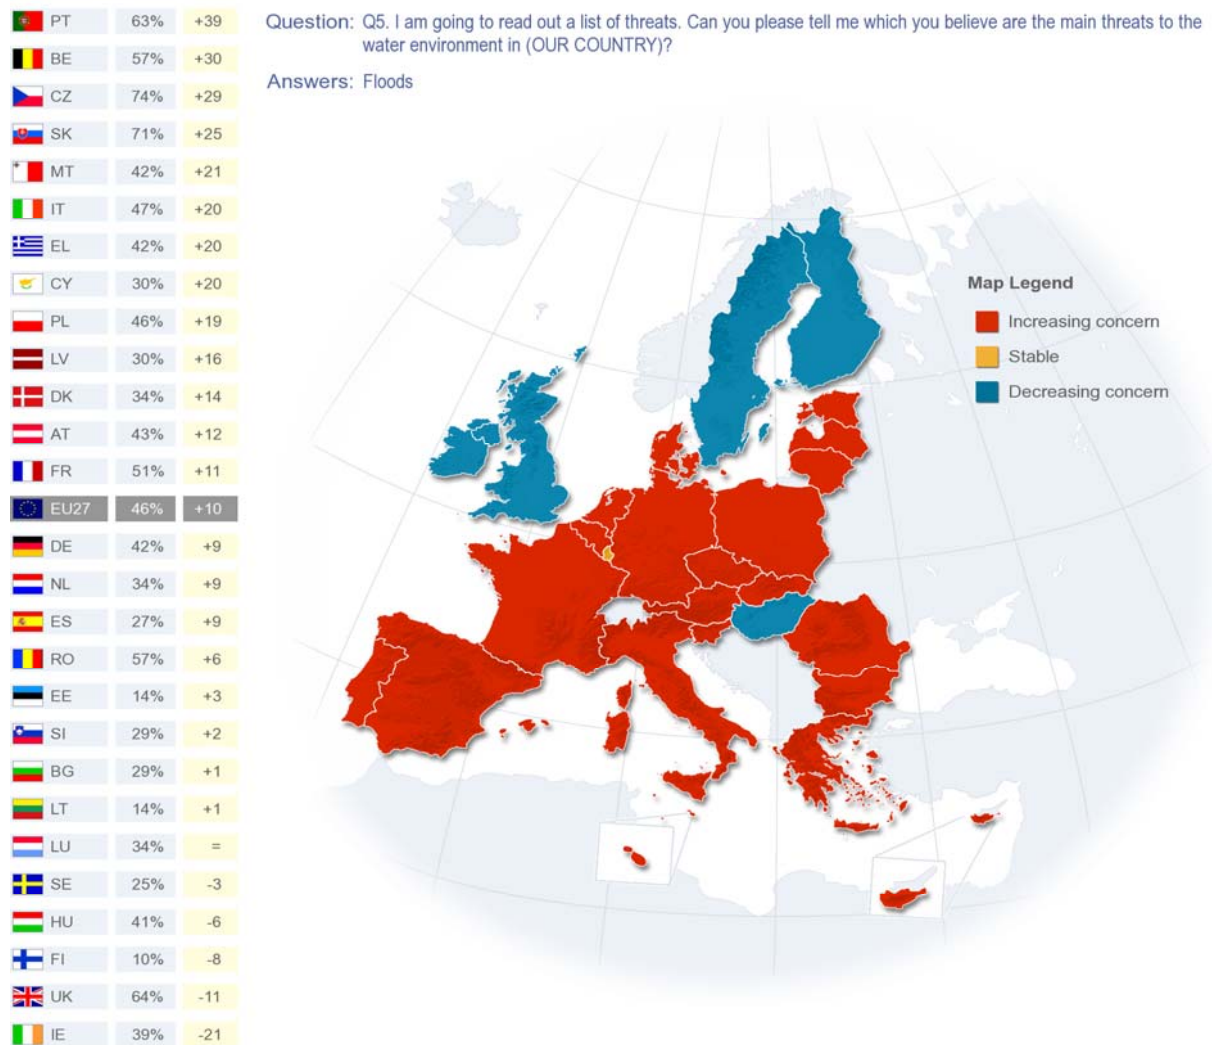 Question: Q5. I am going to read out a list of threats. Can you please tell me which you believe are the main threats to the
water environment in (OUR COUNTRY)?
Answers: Floods
PT 63% +39
BE 57% +30
CZ 74% +29
SK 71% +25
MT 42% +21
IT 47% +20
EL 42% +20
CY 30% +20
PL 46% +19
LV 30% +16
DK 34% +14
AT 43% +12
FR 51% +11
EU27 46% +10
DE 42% +9
NL 34% +9
ES 27% +9
RO 57% +6
EE 14% +3
SI 29% +2
BG 29% +1
LT 14% +1
LU 34% =
SE 25% -3
HU 41% -6
FI 10% -8
UK 64% -11
IE 39% -21
Map Legend
Increasing concern
Stable
Decreasing concern